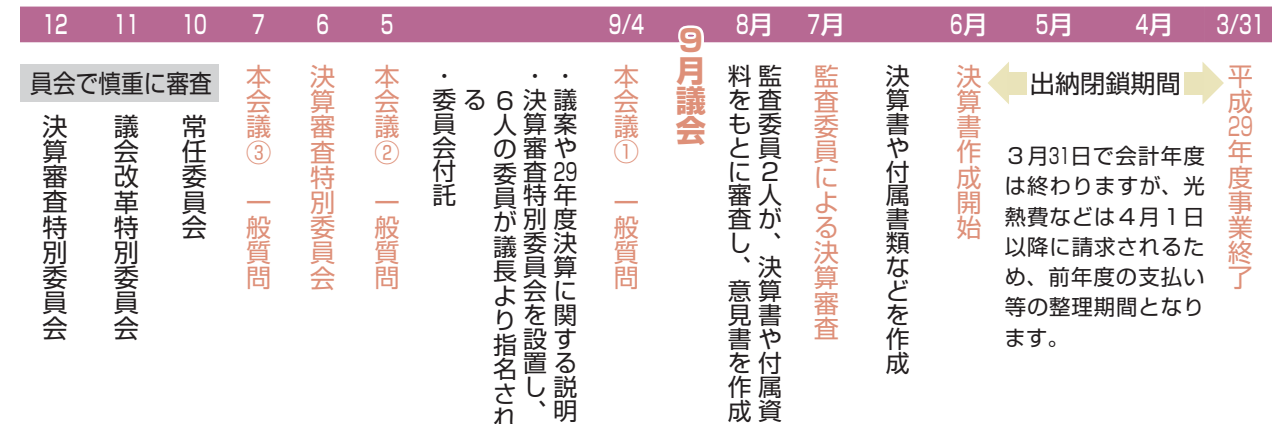 3/31
平成29年度事業終了
4月
5月
出納閉鎖期間
３月31日で会計年度
は終わりますが、光
熱費などは４月１日
以降に請求されるた
め、前年度の支払い
等の整理期間となり
ます。
6月
決算書作成開始
決算書や付属書類などを作成
7月
監査委員による決算審査
8月
監査委員２人が、決算書や付属資
料をもとに審査し、意見書を作成
９月議会
9/4
本会議① 一般質問
・議案や29年度決算に関する説明
・決算審査特別委員会を設置し、
６人の委員が議長より指名され
る
・委員会付託
5
本会議② 一般質問
6
決算審査特別委員会
7
本会議③ 一般質問
10
11
12
員会で慎重に審査
常任委員会
議会改革特別委員会
決算審査特別委員会